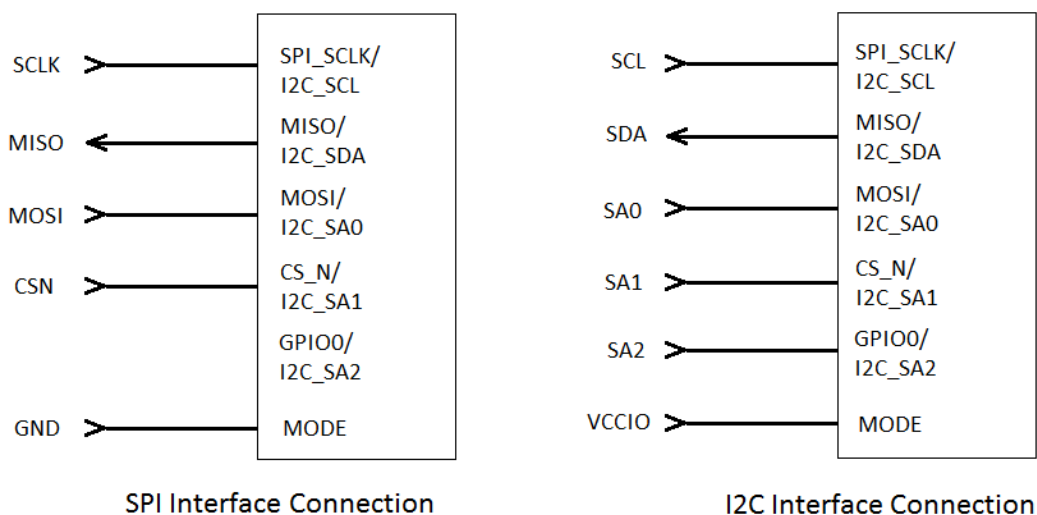 SCLK
SPI_SCLK/
I2C_SCL
MISO
MISO/
I2C_SDA
MOSI
MOSI/
I2C_SA0
CSN
CS_N/
I2C_SA1
GPIO0/
I2C_SA2
GND
MODE
SPI Interface Connection
SCL
SPI_SCLK/
I2C_SCL
SDA
MISO/
I2C_SDA
SA0
MOSI/
I2C_SA0
SA1
CS_N/
I2C_SA1
SA2
GPIO0/
I2C_SA2
VCCIO
MODE
I2C Interface Connection